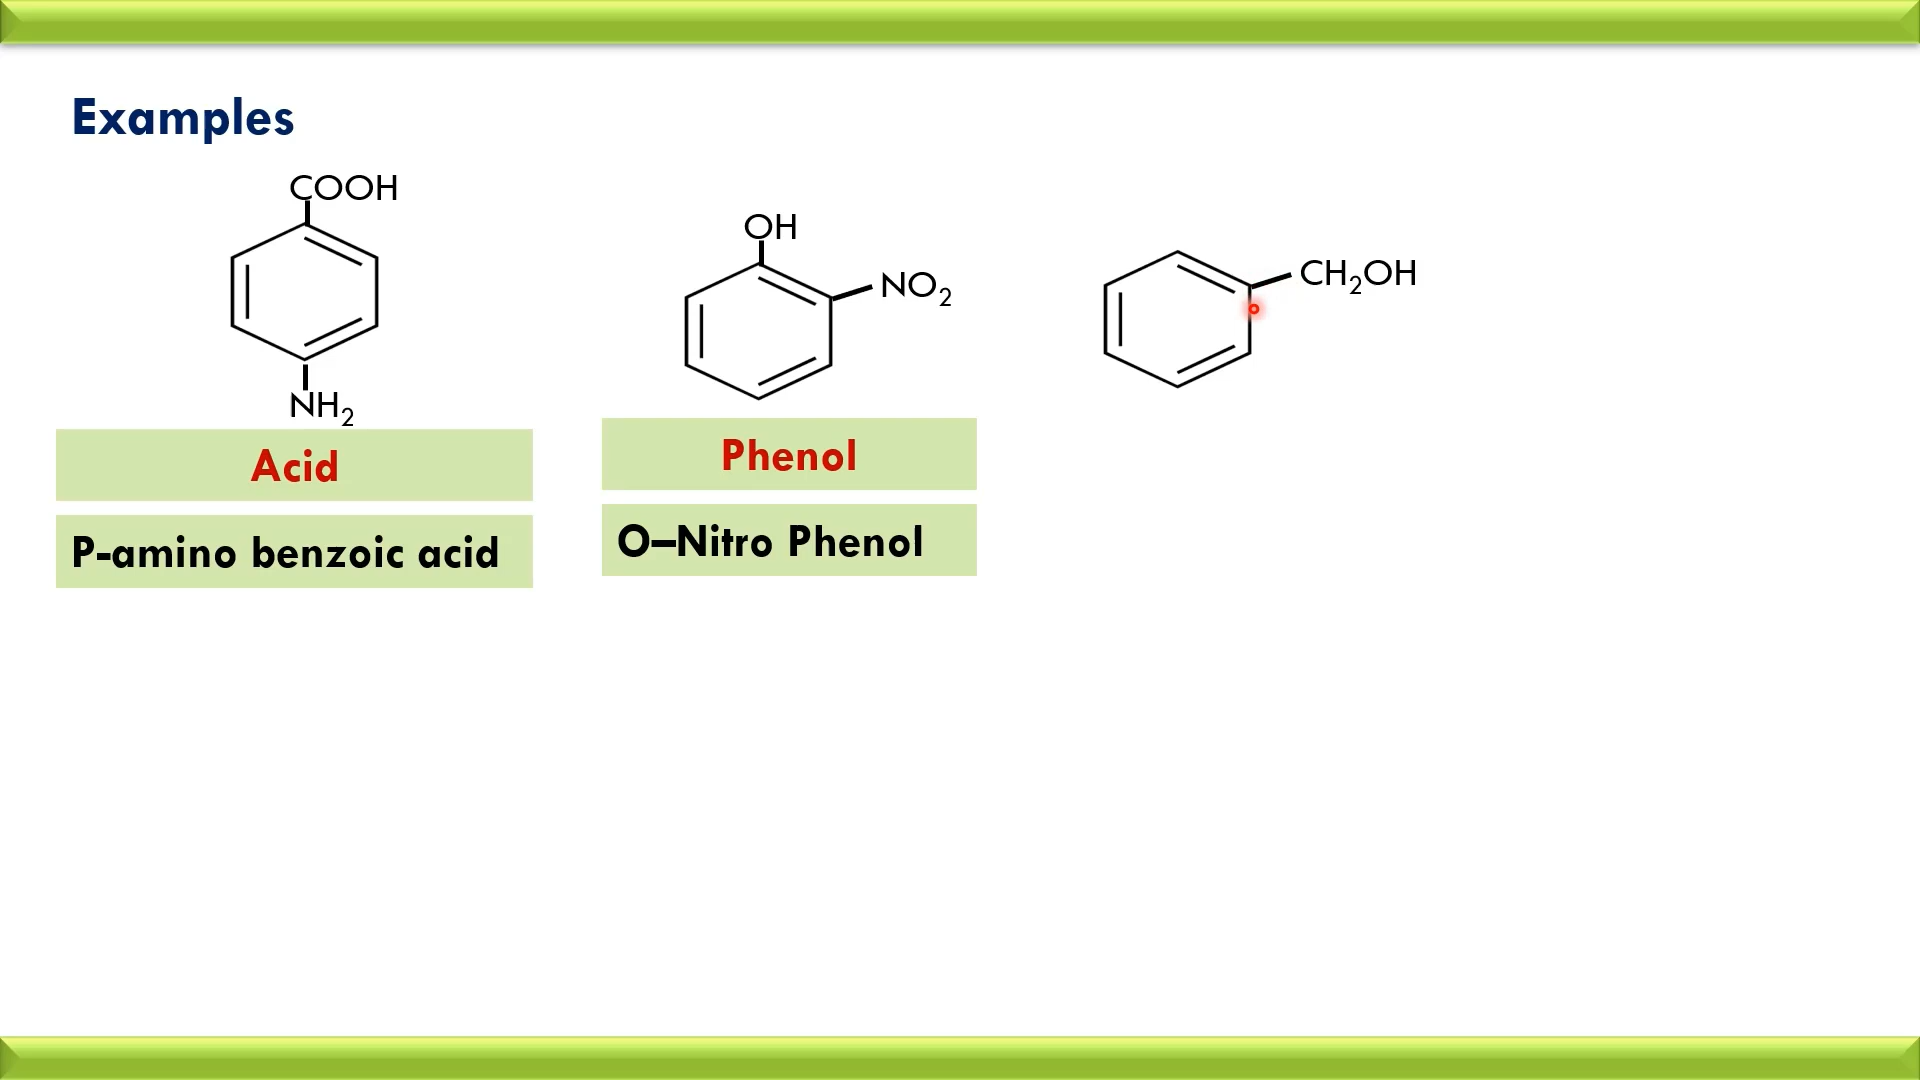 Examples
COOH
NH₂
Acid
P-amino benzoic acid
OH
NO₂
Phenol
O–Nitro Phenol
CH₂OH